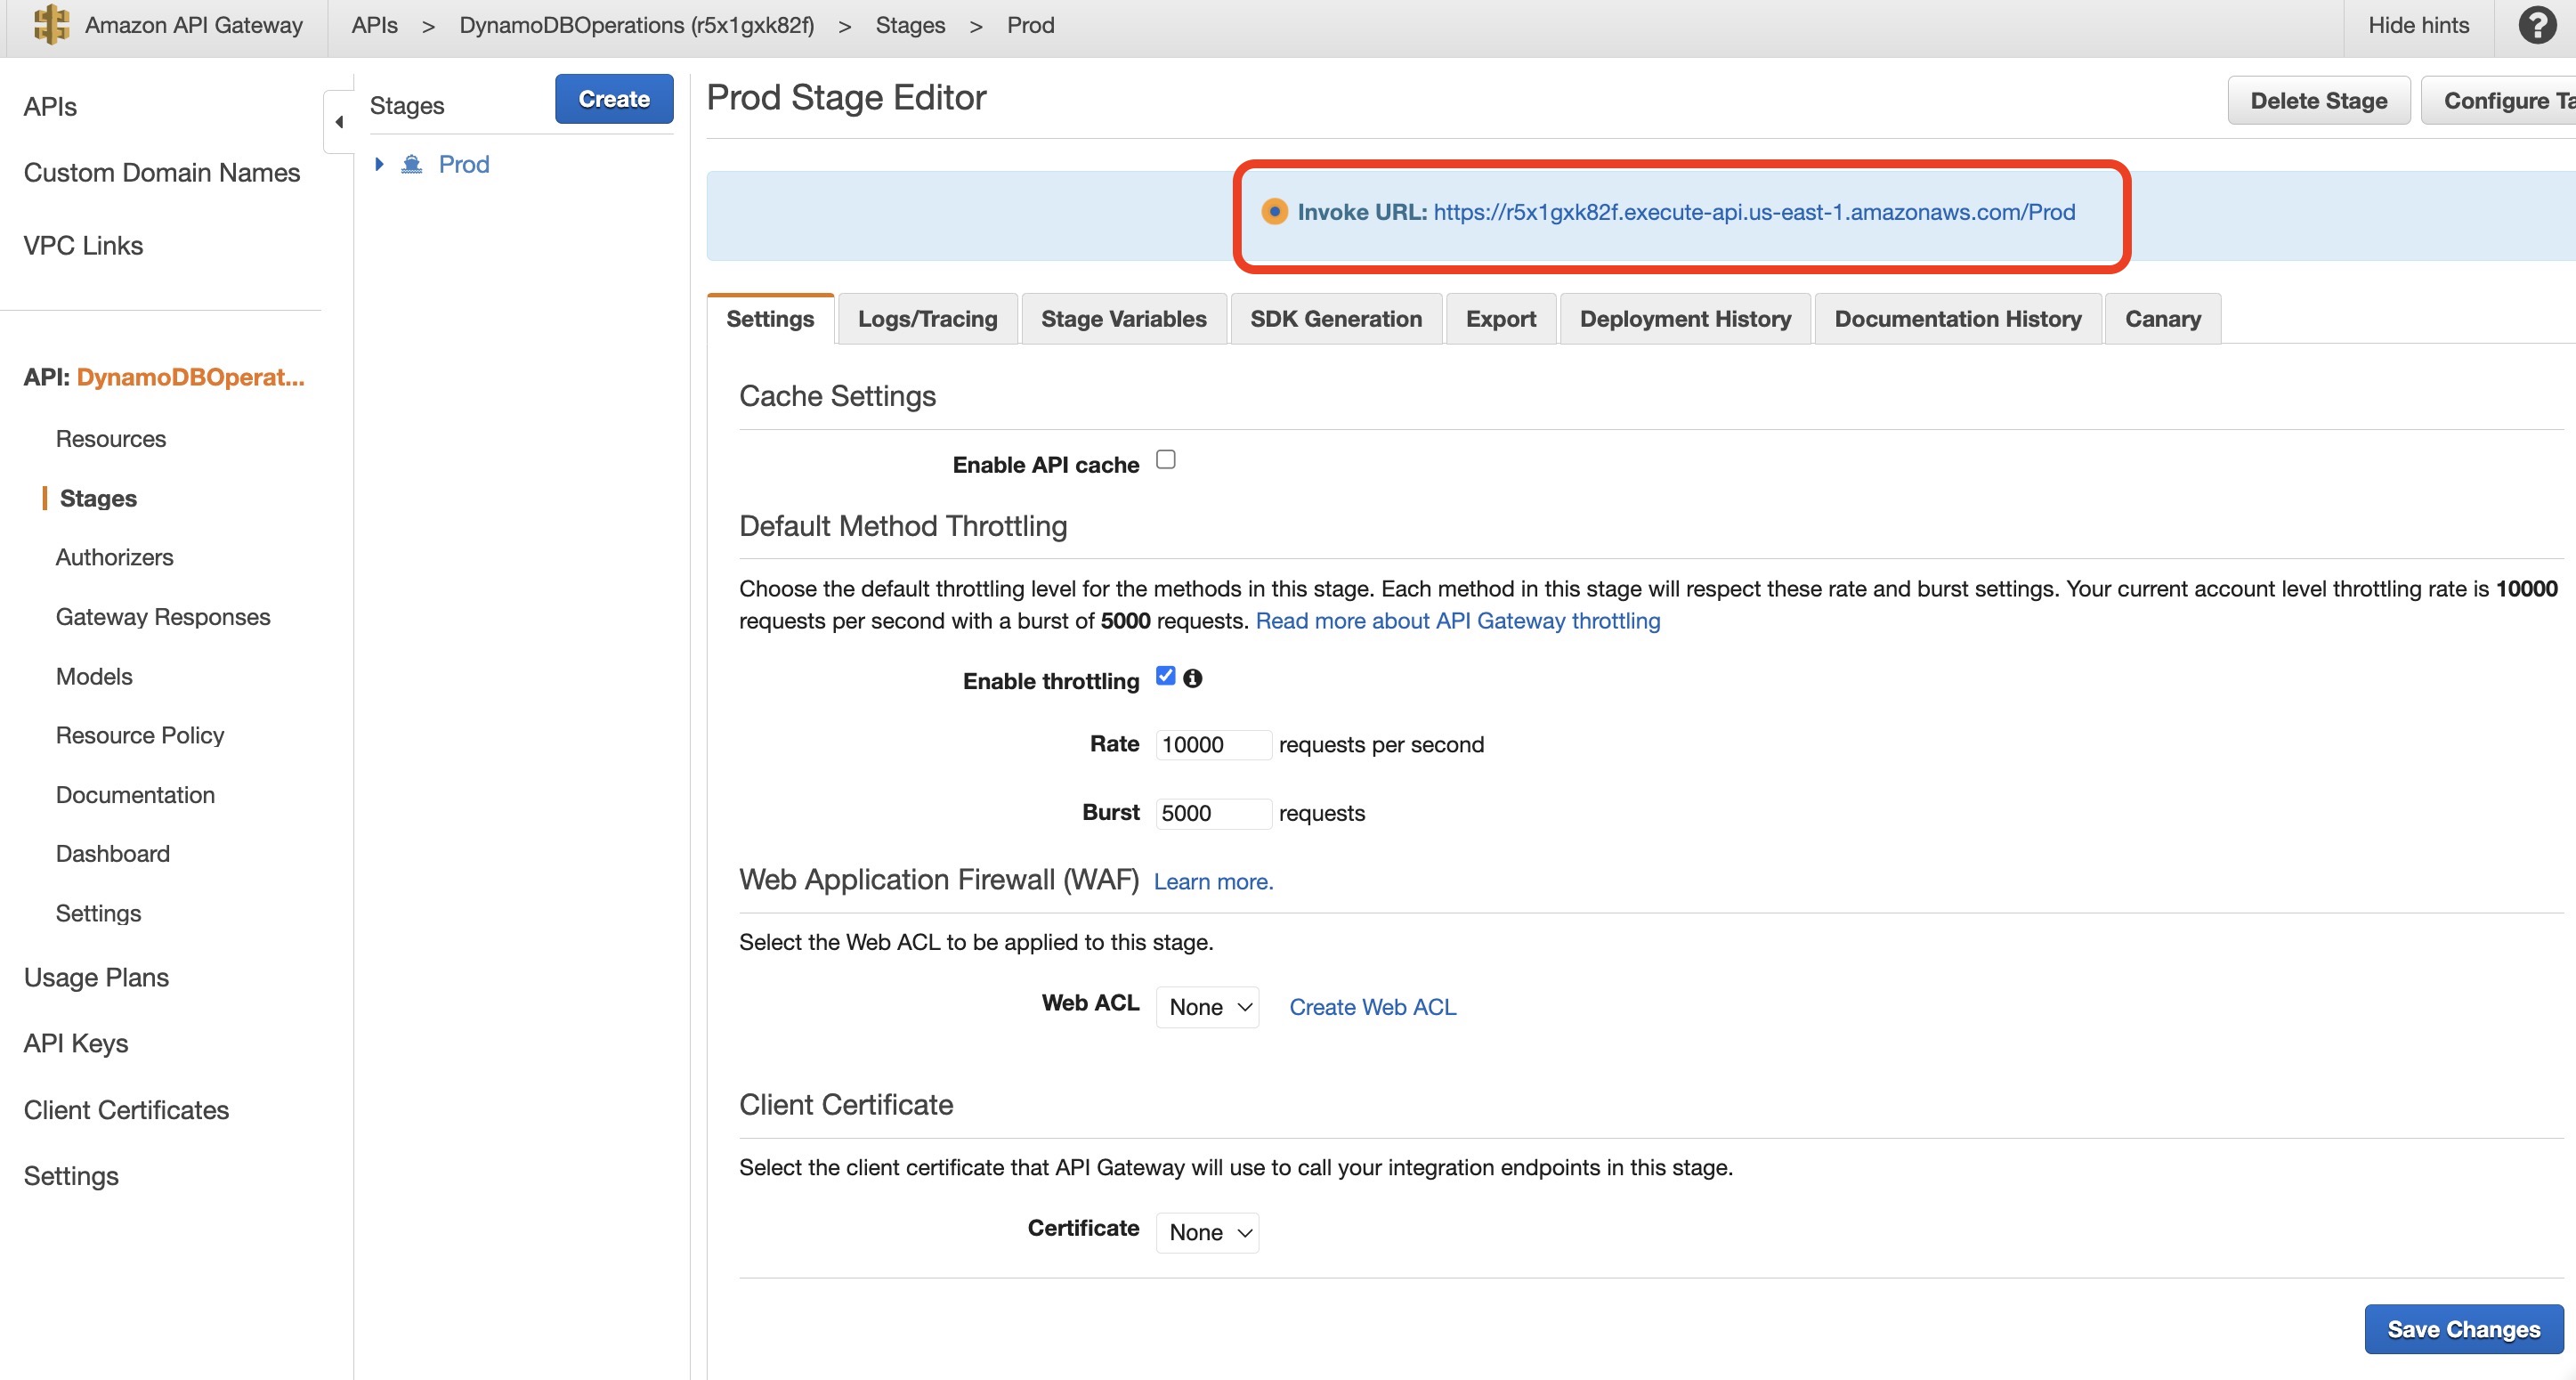 Amazon API Gateway
APIs > DynamoDBOperations (r5x1gxk82f) > Stages > Prod
Hide hints
?
APIs
Custom Domain Names
VPC Links
API: DynamoDBOperat...
Resources
Stages
Authorizers
Gateway Responses
Models
Resource Policy
Documentation
Dashboard
Settings
Usage Plans
API Keys
Client Certificates
Settings
Stages
Create
Prod
Prod Stage Editor
Delete Stage
Configure Ta
Invoke URL: https://r5x1gxk82f.execute-api.us-east-1.amazonaws.com/Prod
Settings
Logs/Tracing
Stage Variables
SDK Generation
Export
Deployment History
Documentation History
Canary
Cache Settings
Enable API cache
Default Method Throttling
Choose the default throttling level for the methods in this stage. Each method in this stage will respect these rate and burst settings. Your current account level throttling rate is 10000
requests per second with a burst of 5000 requests. Read more about API Gateway throttling
Enable throttling
Rate 10000 requests per second
Burst 5000 requests
Web Application Firewall (WAF) Learn more.
Select the Web ACL to be applied to this stage.
Web ACL None Create Web ACL
Client Certificate
Select the client certificate that API Gateway will use to call your integration endpoints in this stage.
Certificate None
Save Changes